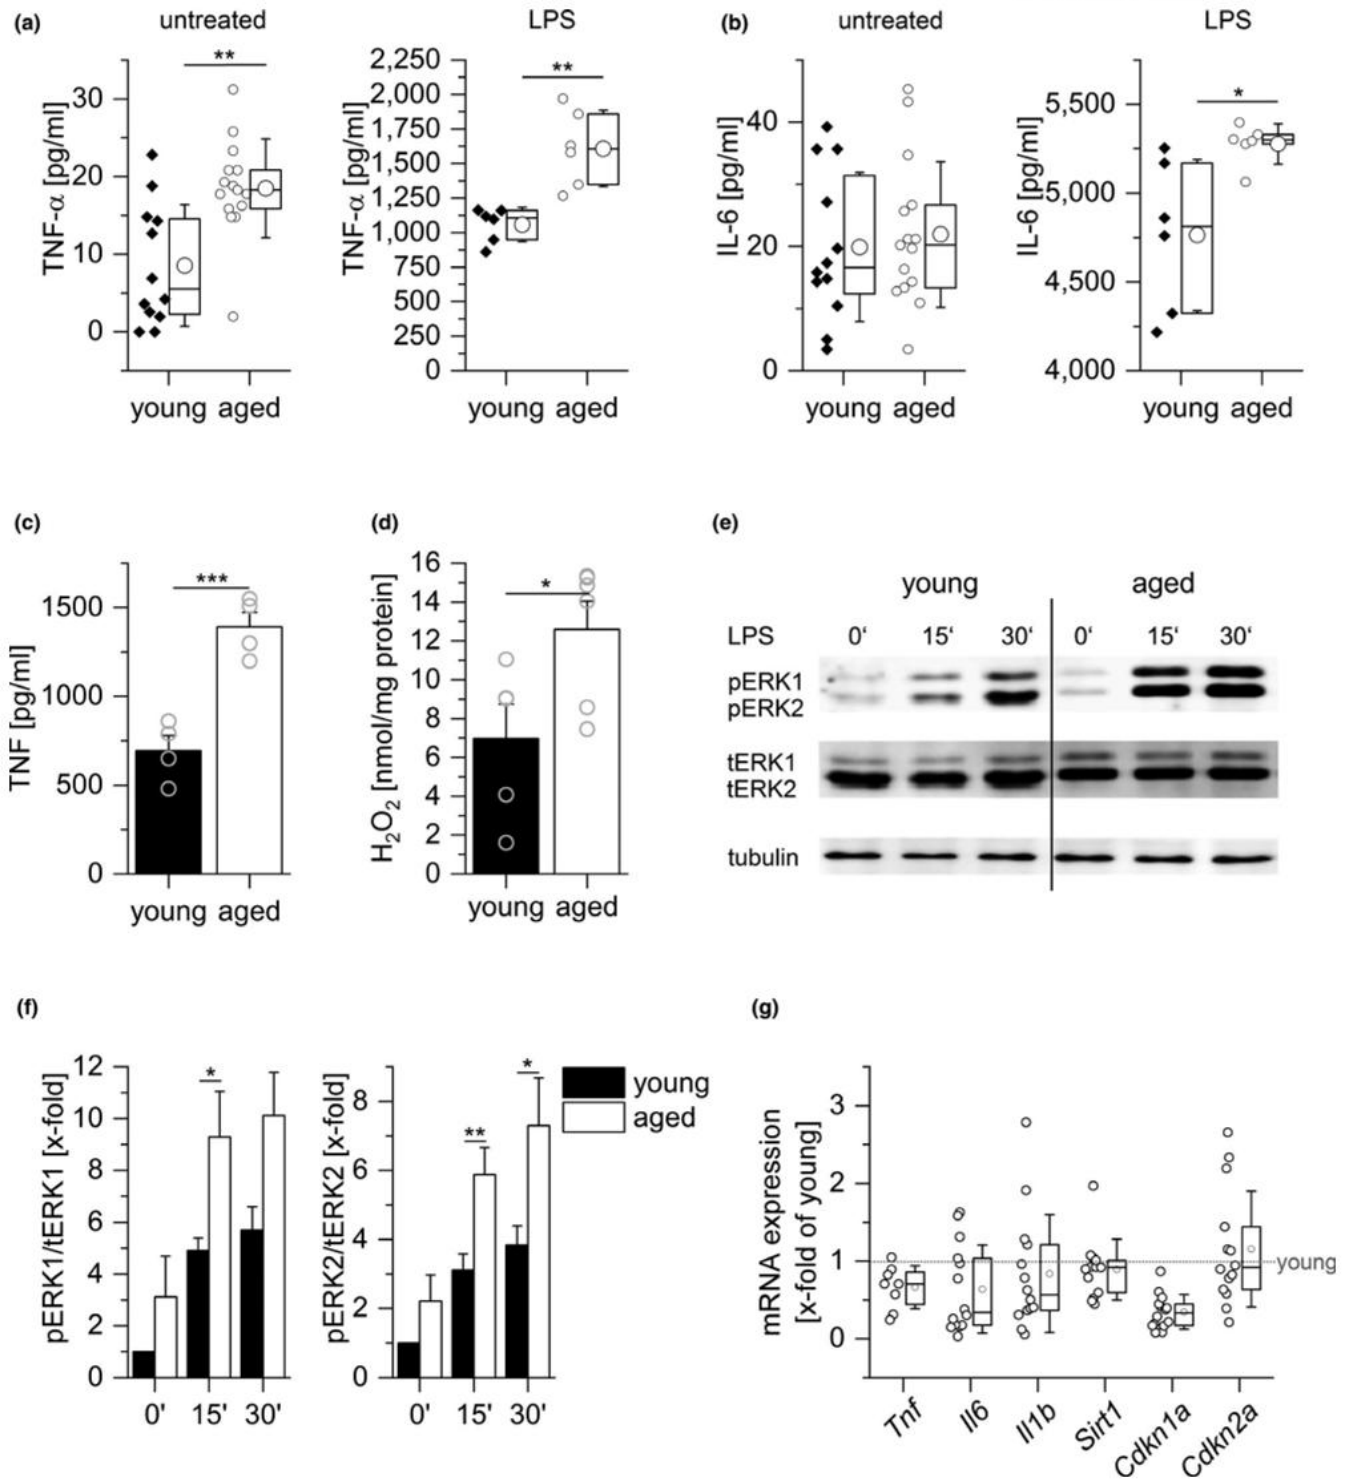 (a)
untreated
LPS
TNF-α [pg/ml]
30
20
10
0
**
young aged
TNF-α [pg/ml]
2,250
2,000
1,750
1,500
1,250
1,000
750
500
250
0
**
young aged
(b)
untreated
LPS
IL-6 [pg/ml]
40
20
0
young aged
IL-6 [pg/ml]
5,500
5,000
4,500
4,000
*
young aged
(c)
TNF [pg/ml]
1500
1000
500
0
***
young aged
(d)
H₂O₂ [nmol/mg protein]
16
14
12
10
8
6
4
2
0
*
young aged
(e)
young aged
LPS 0‘ 15‘ 30‘ 0‘ 15‘ 30‘
pERK1
pERK2
tERK1
tERK2
tubulin
(f)
pERK1/tERK1 [x-fold]
12
10
8
6
4
2
0
*
0' 15' 30'
pERK2/tERK2 [x-fold]
8
6
4
2
0
**
*
0' 15' 30'
young
aged
(g)
mRNA expression
[x-fold of young]
3
2
1
0
young
Tnf
Il6
Il1b
Sirt1
Cdkn1a
Cdkn2a